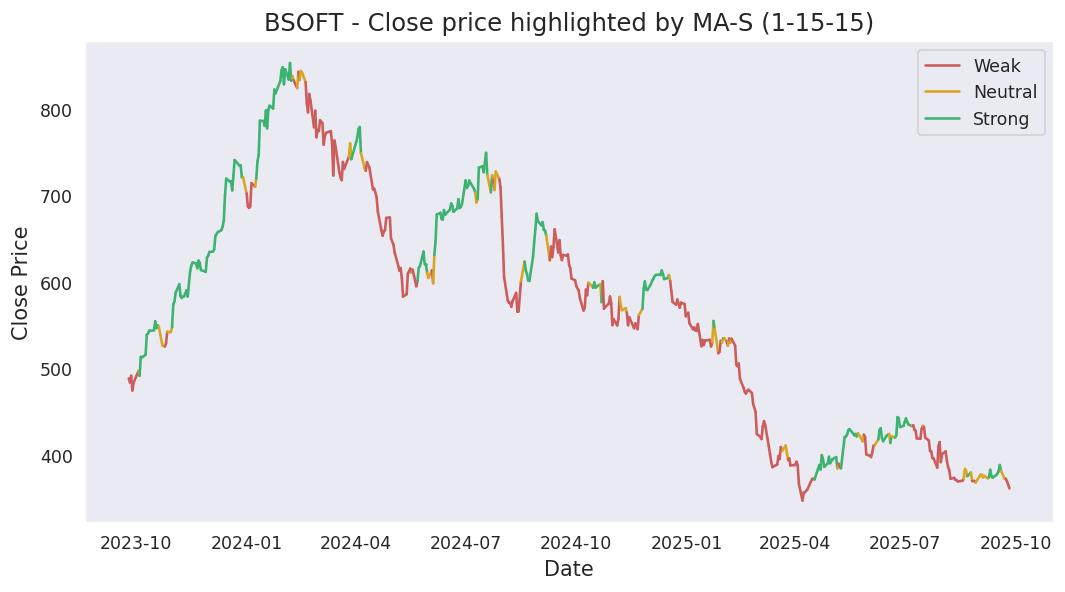 BSOFT - Close price highlighted by MA-S (1-15-15)
Weak
Neutral
Strong
Close Price
800
700
600
500
400
2023-10
2024-01
2024-04
2024-07
2024-10
2025-01
2025-04
2025-07
2025-10
Date